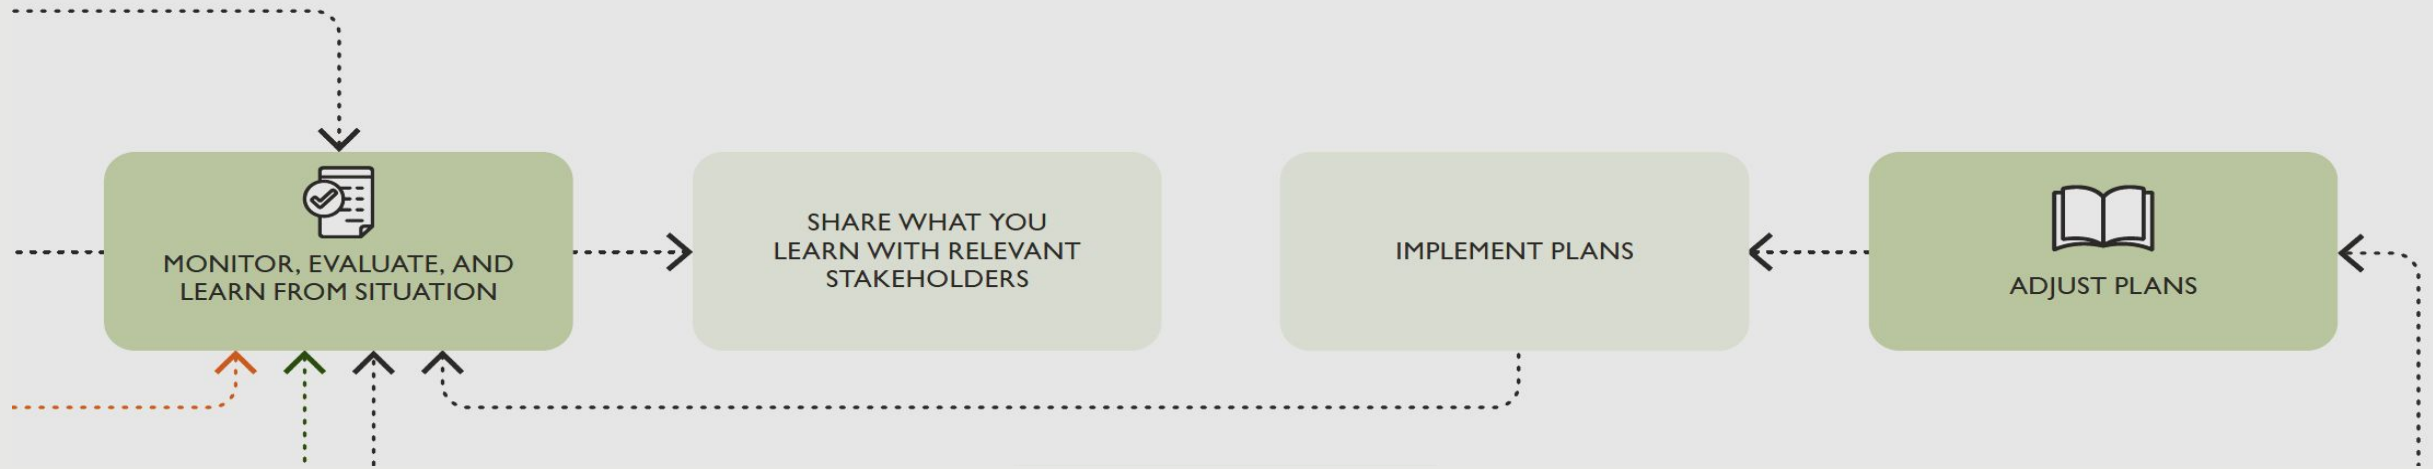 MONITOR, EVALUATE, AND
LEARN FROM SITUATION
SHARE WHAT YOU
LEARN WITH RELEVANT
STAKEHOLDERS
IMPLEMENT PLANS
ADJUST PLANS